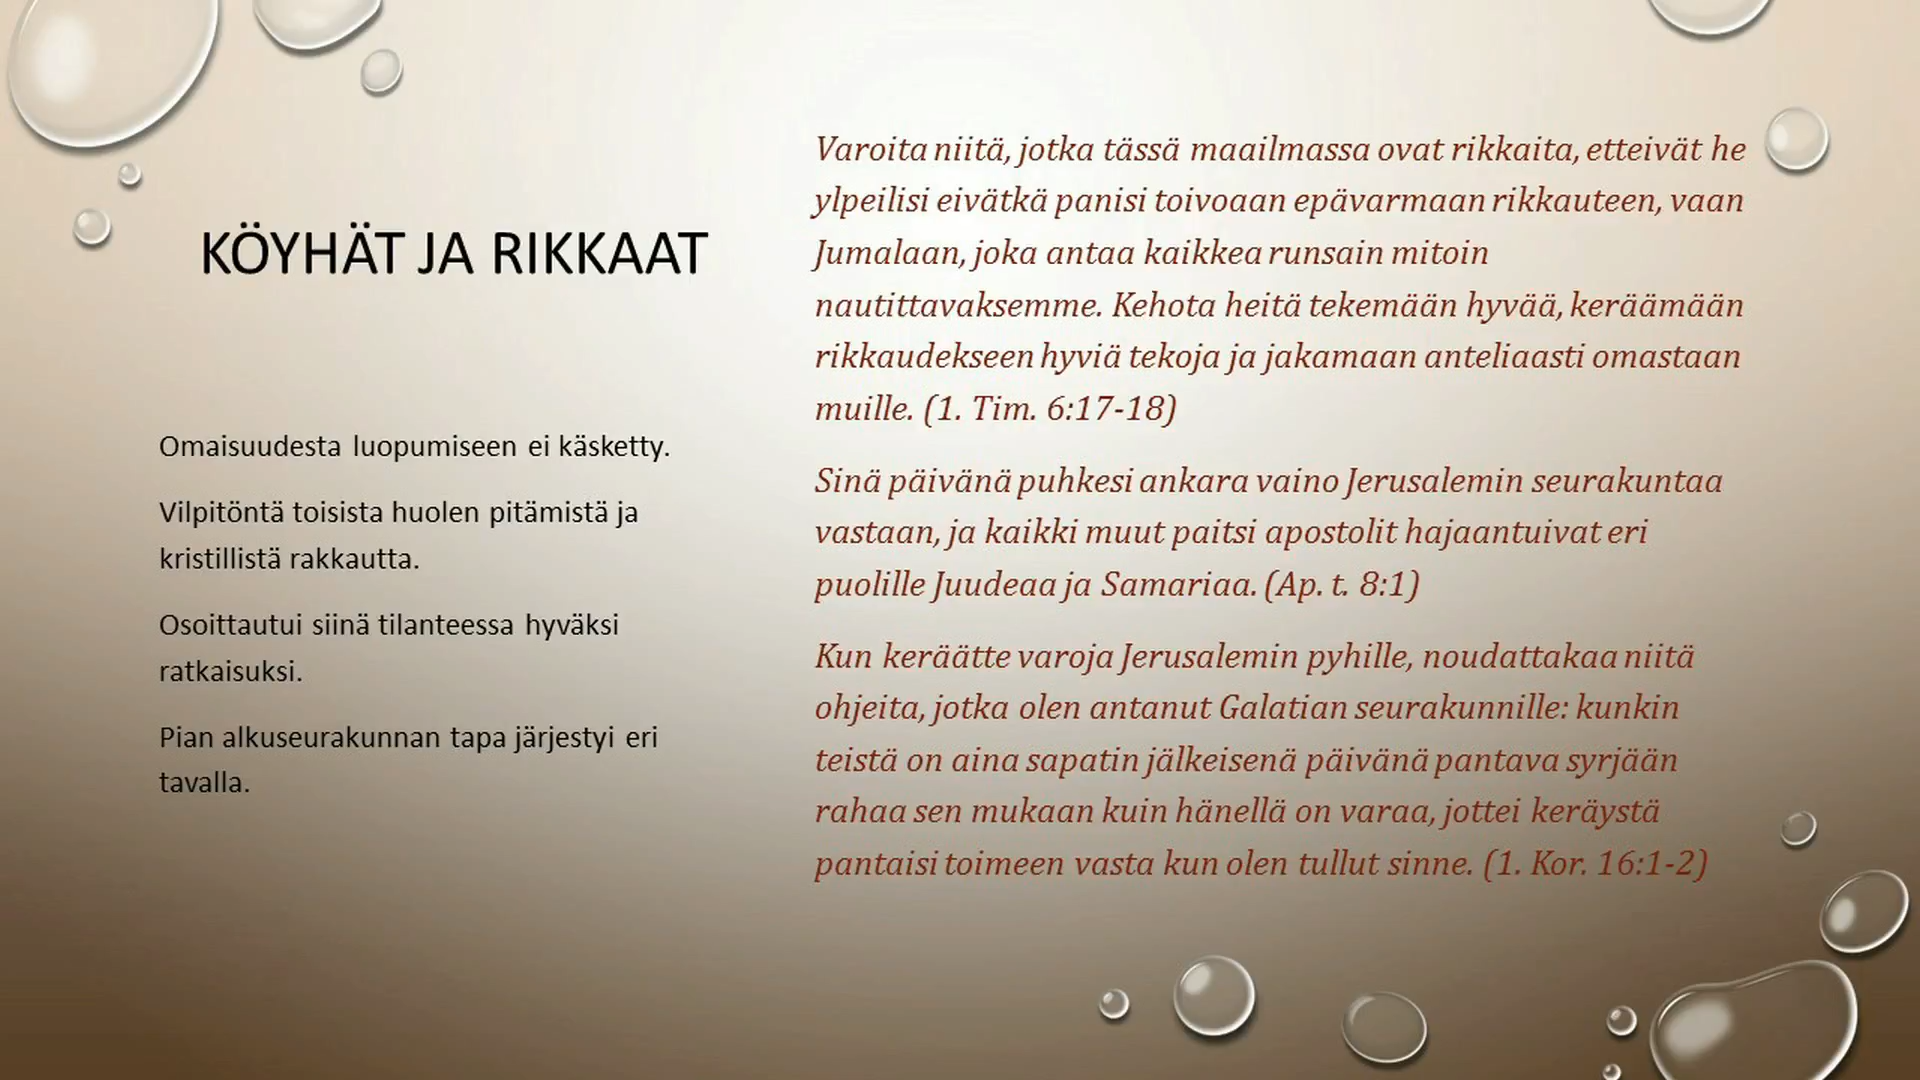 KÖYHÄT JA RIKKAAT
Omaisuudesta luopumiseen ei käsketty.
Vilpitöntä toisista huolen pitämistä ja
kristillistä rakkautta.
Osoittautui siinä tilanteessa hyväksi
ratkaisuksi.
Pian alkuseurakunnan tapa järjestyi eri
tavalla.
Varoita niitä, jotka tässä maailmassa ovat rikkaita, etteivät he
ylpeilisi eivätkä panisi toivoaan epävarmaan rikkauteen, vaan
Jumalaan, joka antaa kaikkea runsain mitoin
nautittavaksemme. Kehota heitä tekemään hyvää, keräämään
rikkaudekseen hyviä tekoja ja jakamaan anteliaasti omastaan
muille. (1. Tim. 6:17-18)
Sinä päivänä puhkesi ankara vaino Jerusalemin seurakuntaa
vastaan, ja kaikki muut paitsi apostolit hajaantuivat eri
puolille Juudeaa ja Samariaa. (Ap. t. 8:1)
Kun keräätte varoja Jerusalemin pyhille, noudattakaa niitä
ohjeita, jotka olen antanut Galatian seurakunnille: kunkin
teistä on aina sapatin jälkeisenä päivänä pantava syrjään
rahaa sen mukaan kuin hänellä on varaa, jottei keräystä
pantaisi toimeen vasta kun olen tullut sinne. (1. Kor. 16:1-2)